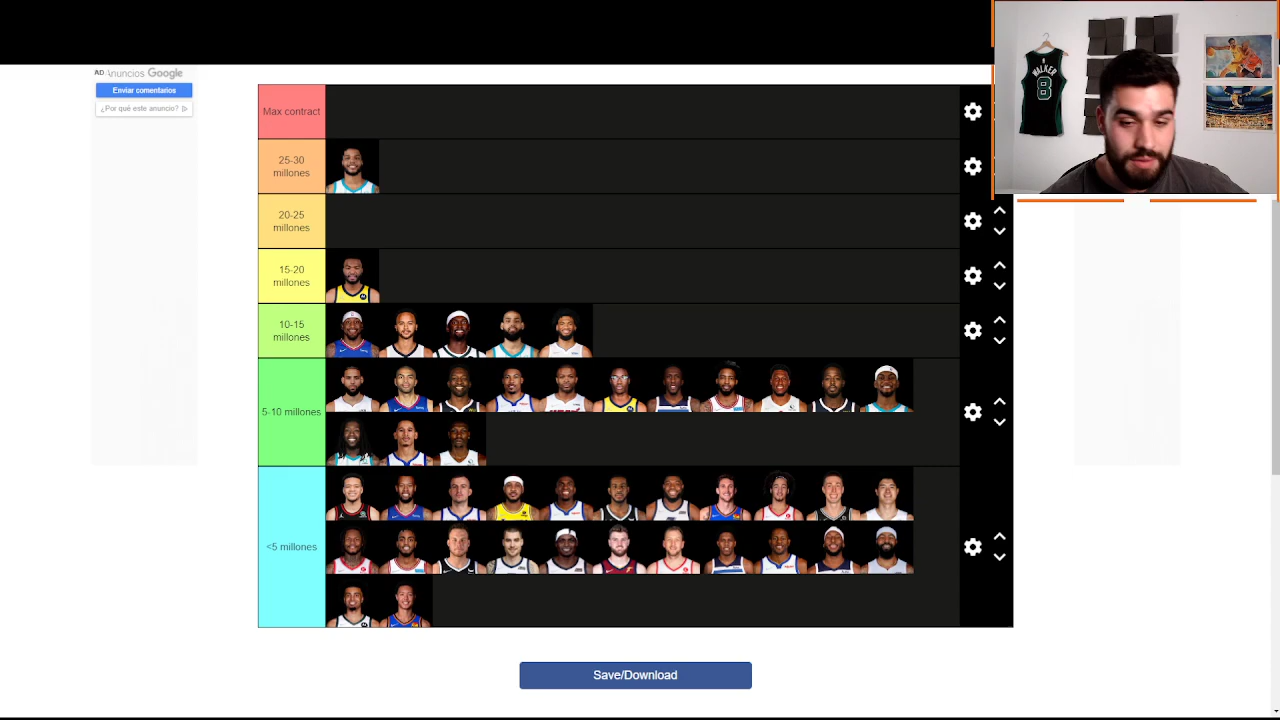 AD Anuncios Google
Enviar comentarios
¿Por qué este anuncio?
Max contract
25-30
millones
20-25
millones
15-20
millones
10-15
millones
5-10 millones
<5 millones
Save/Download
WALKER
8